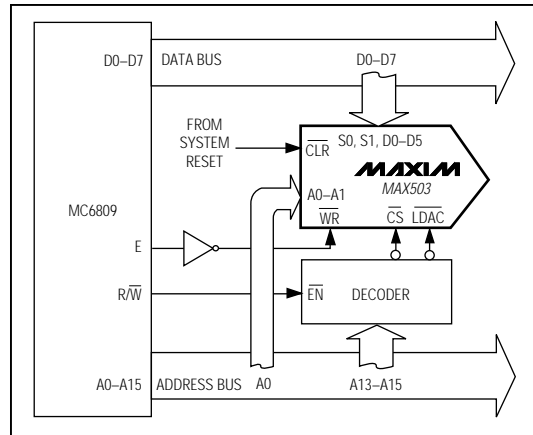 D0–D7 DATA BUS D0–D7
FROM
SYSTEM
RESET
CLR
S0, S1, D0–D5
MAXIM
MAX503
A0–A1
WR
CS
LDAC
MC6809
E
R/W
EN
DECODER
A0–A15 ADDRESS BUS A0 A13–A15